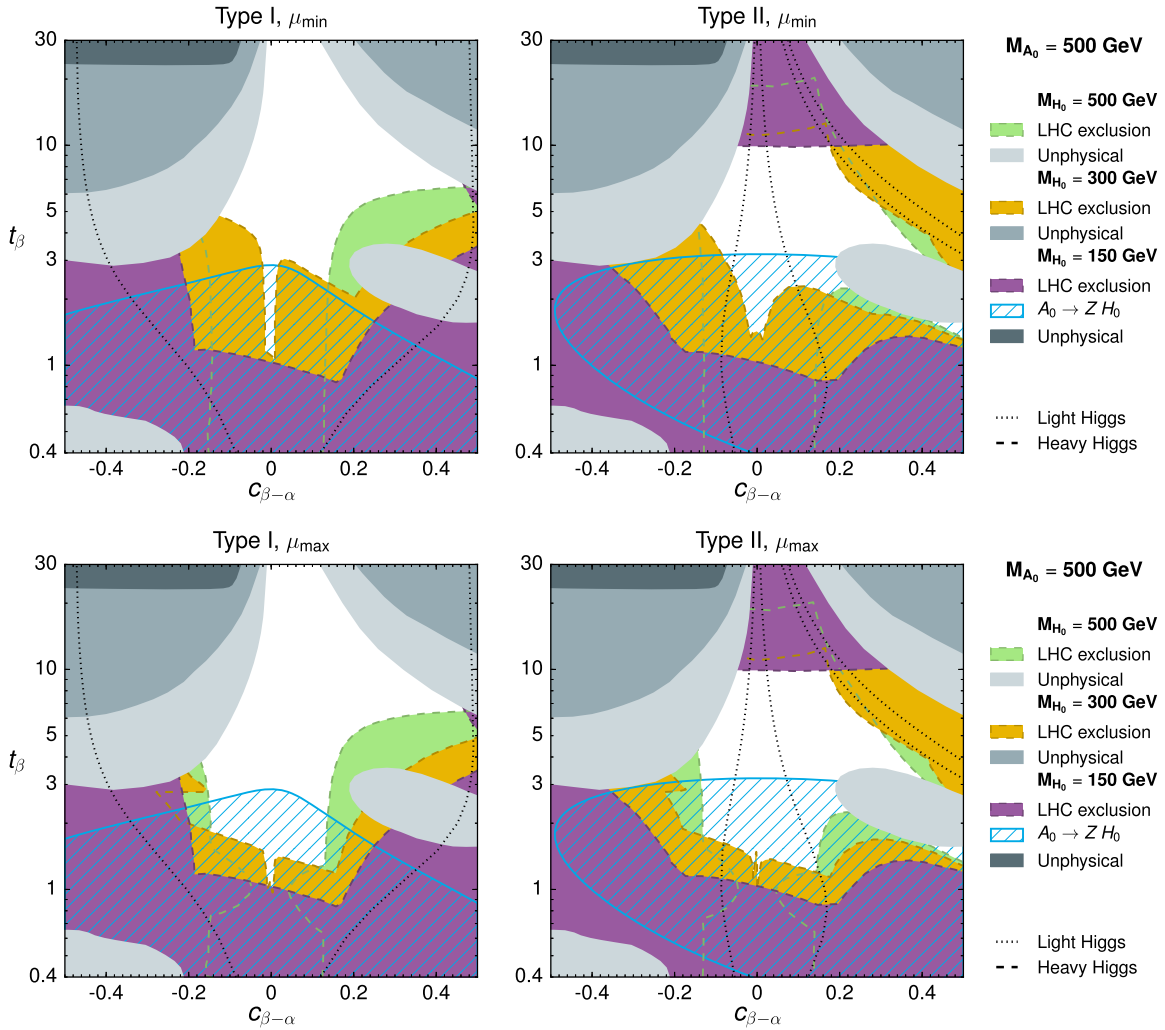 Type I, μmin
Type II, μmin
30
10
5
3
1
0.4
tβ
-0.4 -0.2 0 0.2 0.4
cβ−α
30
10
5
3
1
0.4
-0.4 -0.2 0 0.2 0.4
cβ−α
MA0 = 500 GeV
MH0 = 500 GeV
LHC exclusion
Unphysical
MH0 = 300 GeV
LHC exclusion
Unphysical
MH0 = 150 GeV
LHC exclusion
A0 → Z H0
Unphysical
Light Higgs
Heavy Higgs
Type I, μmax
Type II, μmax
30
10
5
3
1
0.4
tβ
-0.4 -0.2 0 0.2 0.4
cβ−α
30
10
5
3
1
0.4
-0.4 -0.2 0 0.2 0.4
cβ−α
MA0 = 500 GeV
MH0 = 500 GeV
LHC exclusion
Unphysical
MH0 = 300 GeV
LHC exclusion
Unphysical
MH0 = 150 GeV
LHC exclusion
A0 → Z H0
Unphysical
Light Higgs
Heavy Higgs